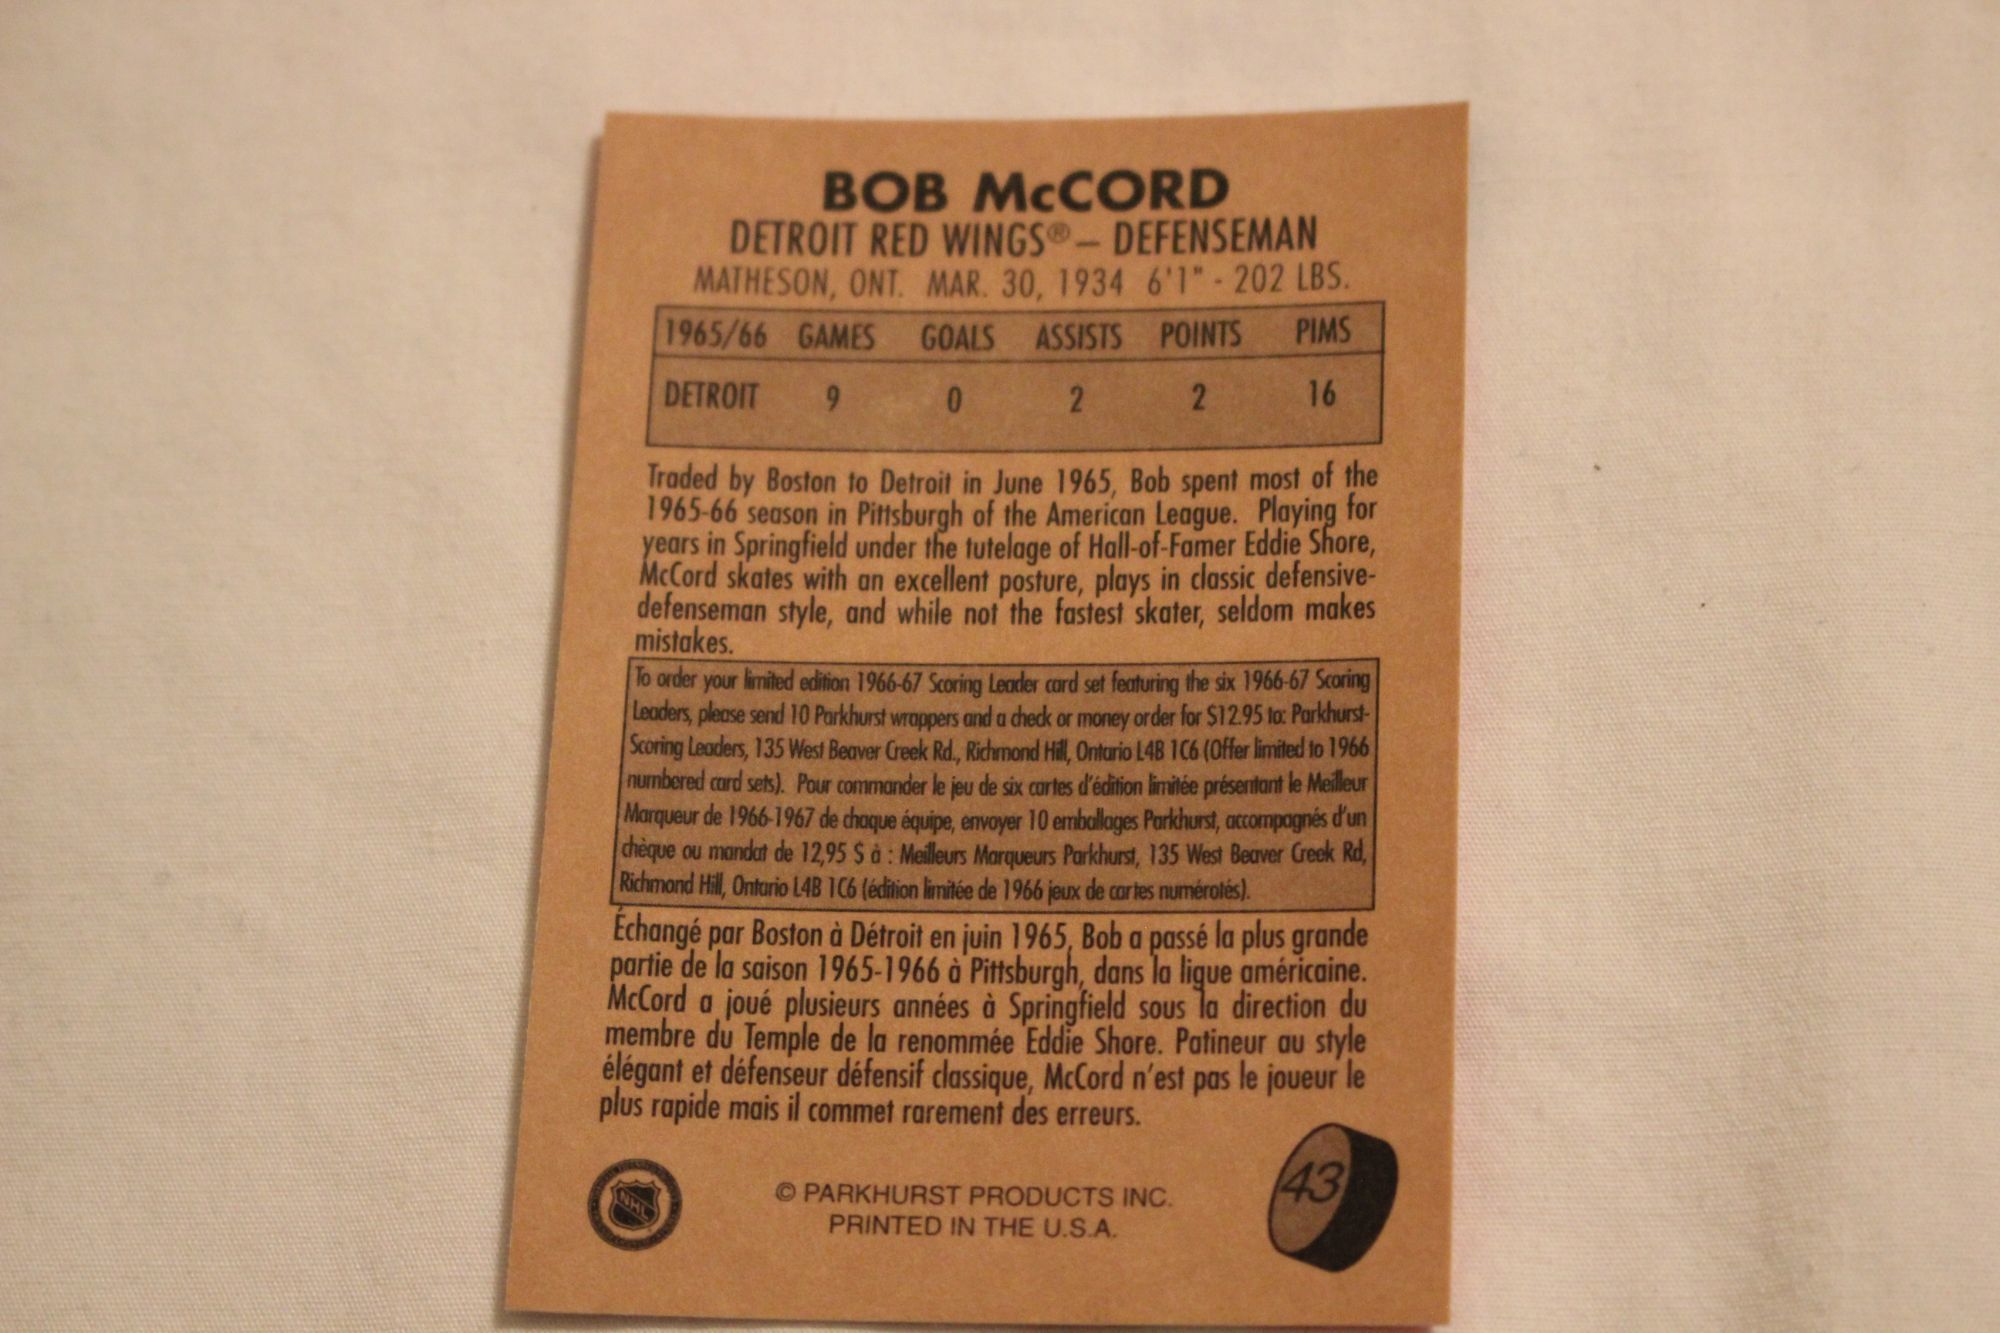 BOB McCORD
DETROIT RED WINGS® – DEFENSEMAN
MATHESON, ONT. MAR. 30, 1934 6'1" - 202 LBS.
1965/66 GAMES GOALS ASSISTS POINTS PIMS
DETROIT 9 0 2 2 16
Traded by Boston to Detroit in June 1965, Bob spent most of the
1965-66 season in Pittsburgh of the American League. Playing for
years in Springfield under the tutelage of Hall-of-Famer Eddie Shore,
McCord skates with an excellent posture, plays in classic defensive-
defenseman style, and while not the fastest skater, seldom makes
mistakes.
To order your limited edition 1966-67 Scoring Leader card set featuring the six 1966-67 Scoring
Leaders, please send 10 Parkhurst wrappers and a check or money order for $12.95 to: Parkhurst-
Scoring Leaders, 135 West Beaver Creek Rd., Richmond Hill, Ontario L4B 1C6 (Offer limited to 1966
numbered card sets). Pour commander le jeu de six cartes d'édition limitée présentant le Meilleur
Marqueur de 1966-1967 de chaque équipe, envoyer 10 emballages Parkhurst, accompagnés d'un
chèque ou mandat de 12,95 $ à : Meilleurs Marqueurs Parkhurst, 135 West Beaver Creek Rd,
Richmond Hill, Ontario L4B 1C6 (édition limitée de 1966 jeux de cartes numérotés).
Échangé par Boston à Détroit en juin 1965, Bob a passé la plus grande
partie de la saison 1965-1966 à Pittsburgh, dans la ligue américaine.
McCord a joué plusieurs années à Springfield sous la direction du
membre du Temple de la renommée Eddie Shore. Patineur au style
élégant et défenseur défensif classique, McCord n'est pas le joueur le
plus rapide mais il commet rarement des erreurs.
NHL
© PARKHURST PRODUCTS INC.
PRINTED IN THE U.S.A.
43